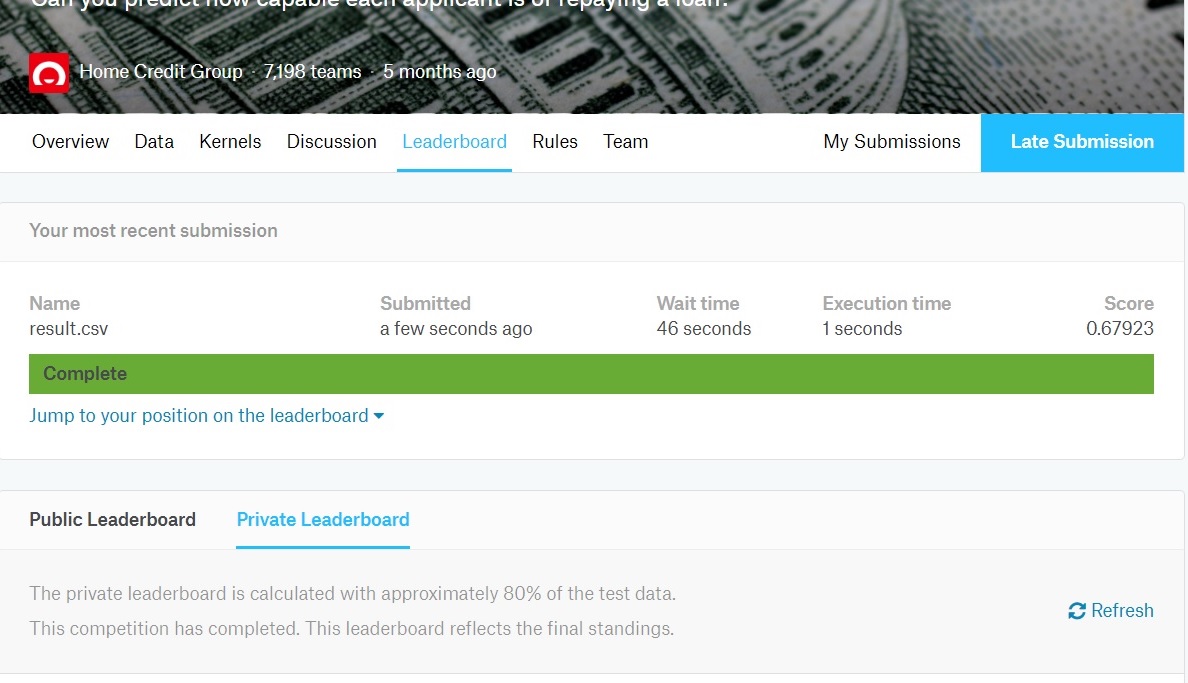 Can you predict how capable each applicant is of repaying a loan?
Home Credit Group · 7,198 teams · 5 months ago
Overview Data Kernels Discussion Leaderboard Rules Team My Submissions Late Submission
Your most recent submission
Name Submitted Wait time Execution time Score
result.csv a few seconds ago 46 seconds 1 seconds 0.67923
Complete
Jump to your position on the leaderboard
Public Leaderboard Private Leaderboard
The private leaderboard is calculated with approximately 80% of the test data.
This competition has completed. This leaderboard reflects the final standings.
Refresh